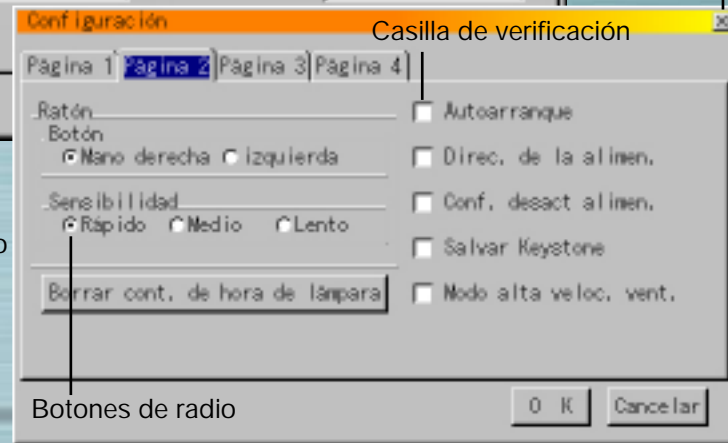 Configuración
Casilla de verificación
Página 1 Página 2 Página 3 Página 4
Ratón
Botón
Mano derecha izquierda
Sensibilidad
Rápido Medio Lento
Borrar cont. de hora de lámpara
Autoarranque
Direc. de la alimen.
Conf. desact alimen.
Salvar Keystone
Modo alta veloc. vent.
o
Botones de radio
O K Cancelar